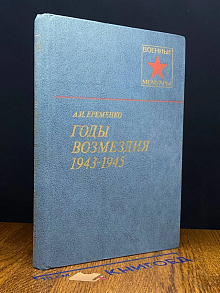 ВОЕННЫЕ
МЕМУАРЫ
А.И. ЕРЕМЕНКО
ГОДЫ
ВОЗМЕЗДИЯ
1943-1945